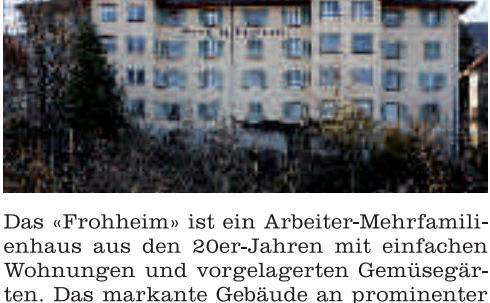 Das «Frohheim» ist ein Arbeiter-Mehrfamili-
enhaus aus den 20er-Jahren mit einfachen
Wohnungen und vorgelagerten Gemüsegär-
ten. Das markante Gebäude an prominenter